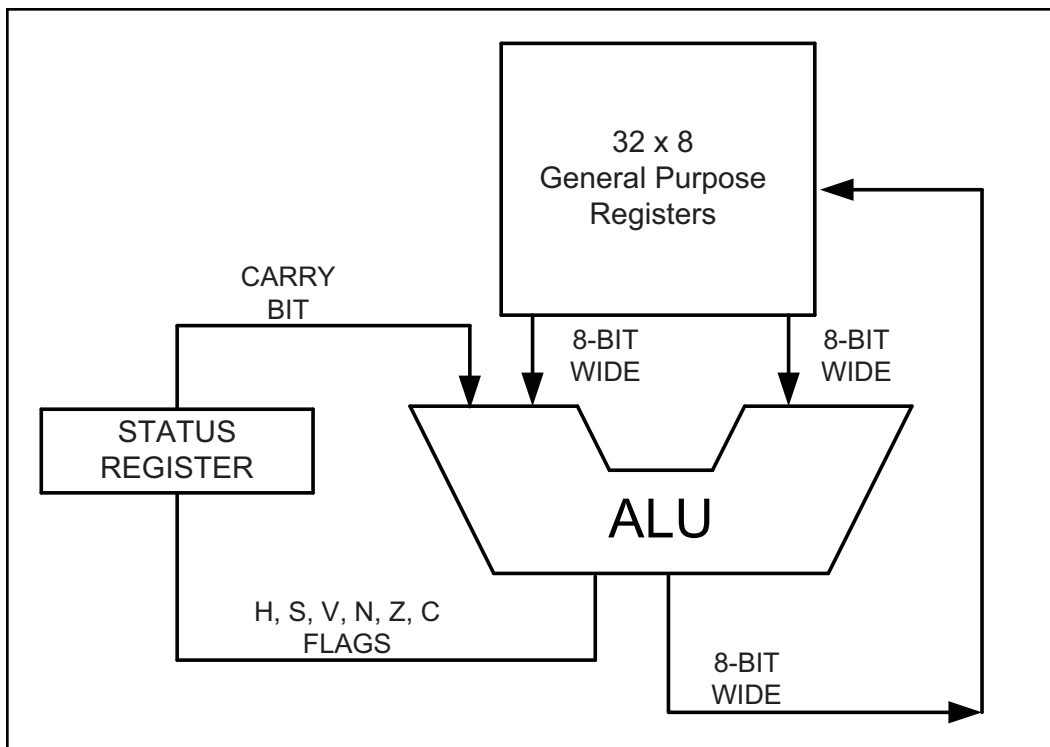 32 x 8
General Purpose
Registers
CARRY
BIT
8-BIT
WIDE
8-BIT
WIDE
STATUS
REGISTER
ALU
H, S, V, N, Z, C
FLAGS
8-BIT
WIDE